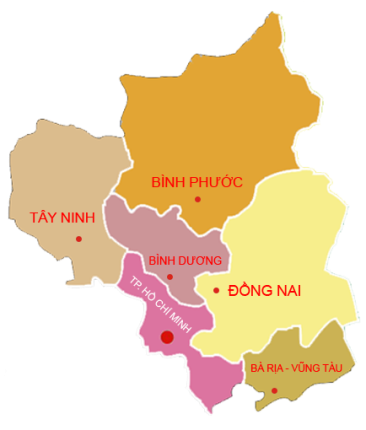 BÌNH PHƯỚC
TÂY NINH
BÌNH DƯƠNG
TP. HỒ CHÍ MINH
ĐỒNG NAI
BÀ RỊA - VŨNG TÀU